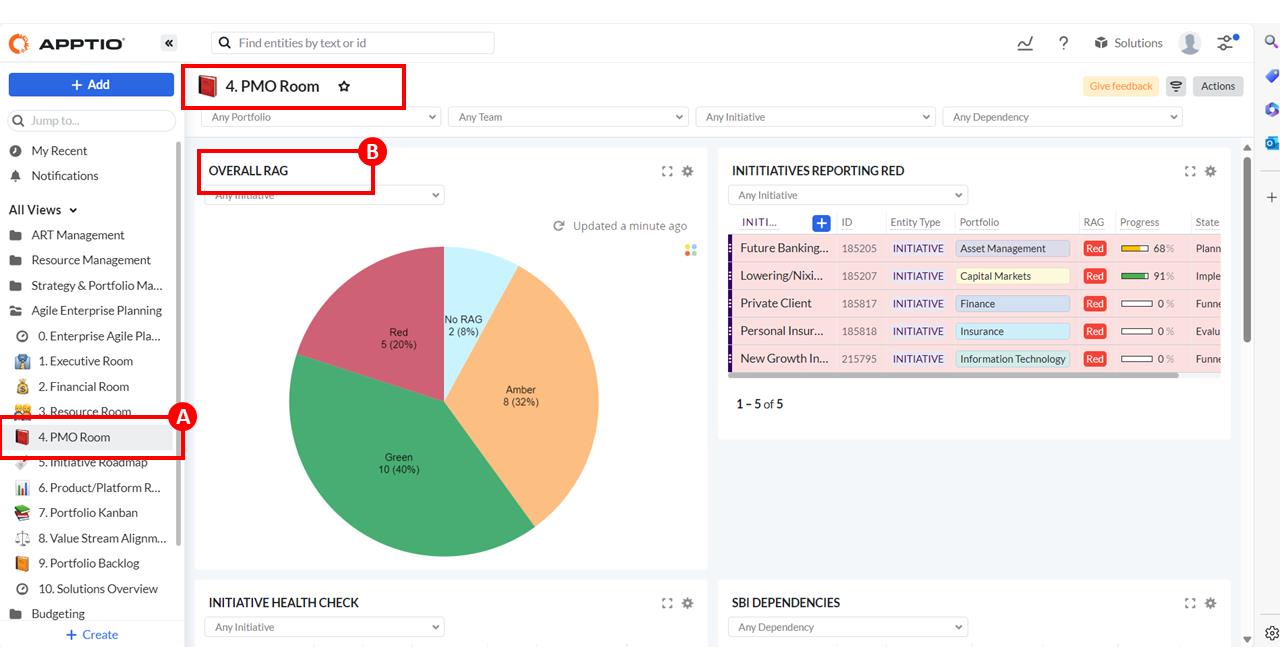 APPTIO
«
Find entities by text or id
?
Solutions
+ Add
4. PMO Room
Give feedback
Actions
Jump to...
Any Portfolio
Any Team
Any Initiative
Any Dependency
My Recent
Notifications
All Views
ART Management
Resource Management
Strategy & Portfolio Ma...
Agile Enterprise Planning
0. Enterprise Agile Pla...
1. Executive Room
2. Financial Room
3. Resource Room
A
4. PMO Room
5. Initiative Roadmap
6. Product/Platform R...
7. Portfolio Kanban
8. Value Stream Alignm...
9. Portfolio Backlog
10. Solutions Overview
Budgeting
+ Create
B
OVERALL RAG
Any Initiative
Updated a minute ago
No RAG
2 (8%)
Red
5 (20%)
Amber
8 (32%)
Green
10 (40%)
INITITIATIVES REPORTING RED
Any Initiative
INITI... + ID Entity Type Portfolio RAG Progress State
Future Banking... 185205 INITIATIVE Asset Management Red 68% Plann
Lowering/Nixi... 185207 INITIATIVE Capital Markets Red 91% Imple
Private Client 185817 INITIATIVE Finance Red 0% Funne
Personal Insur... 185818 INITIATIVE Insurance Red 0% Evalu
New Growth In... 215795 INITIATIVE Information Technology Red 0% Funne
1 – 5 of 5
INITIATIVE HEALTH CHECK
Any Initiative
SBI DEPENDENCIES
Any Dependency